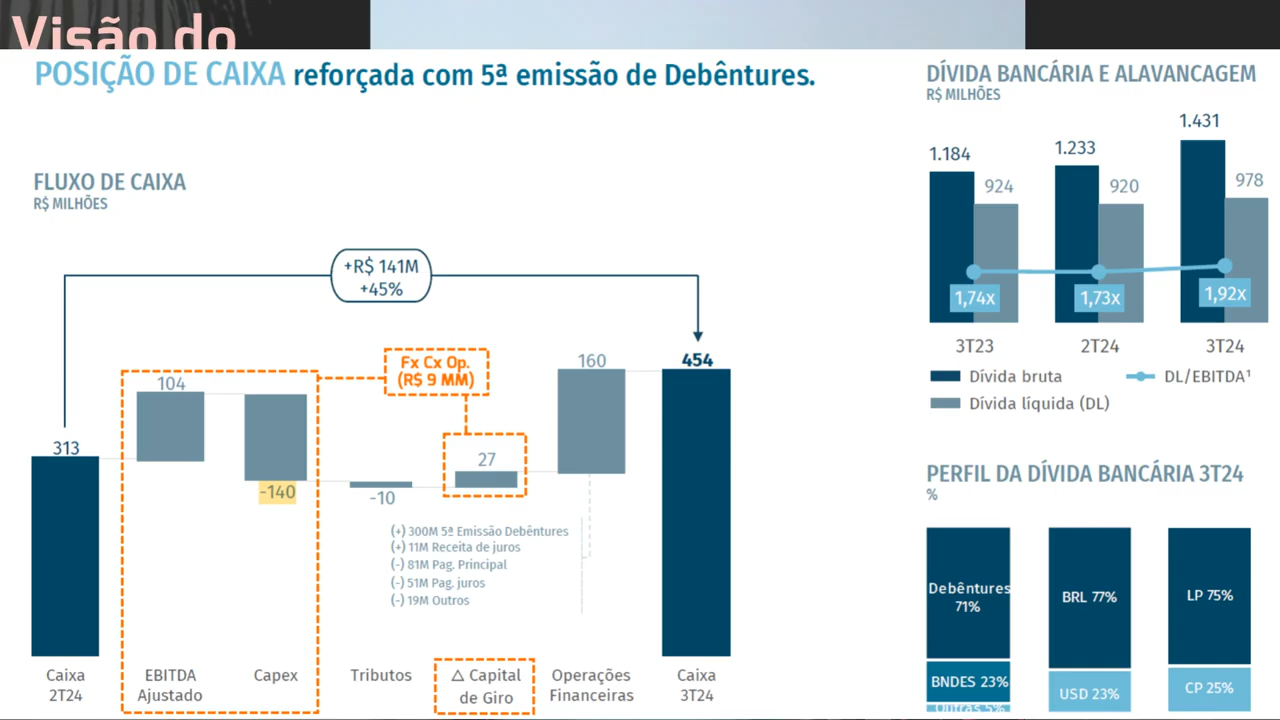 Visão do
POSIÇÃO DE CAIXA reforçada com 5ª emissão de Debêntures.
FLUXO DE CAIXA
R$ MILHÕES
+R$ 141M
+45%
Fx Cx Op.
(R$ 9 MM)
313
104
-140
-10
27
160
454
(+) 300M 5ª Emissão Debêntures
(+) 11M Receita de juros
(-) 81M Pag. Principal
(-) 51M Pag. juros
(-) 19M Outros
Caixa
2T24
EBITDA
Ajustado
Capex
Tributos
△ Capital
de Giro
Operações
Financeiras
Caixa
3T24
DÍVIDA BANCÁRIA E ALAVANCAGEM
R$ MILHÕES
1.184
924
1.233
920
1.431
978
1,74x
1,73x
1,92x
3T23
2T24
3T24
Dívida bruta
DL/EBITDA¹
Dívida líquida (DL)
PERFIL DA DÍVIDA BANCÁRIA 3T24
%
Debêntures
71%
BNDES 23%
Outras 5%
BRL 77%
USD 23%
LP 75%
CP 25%